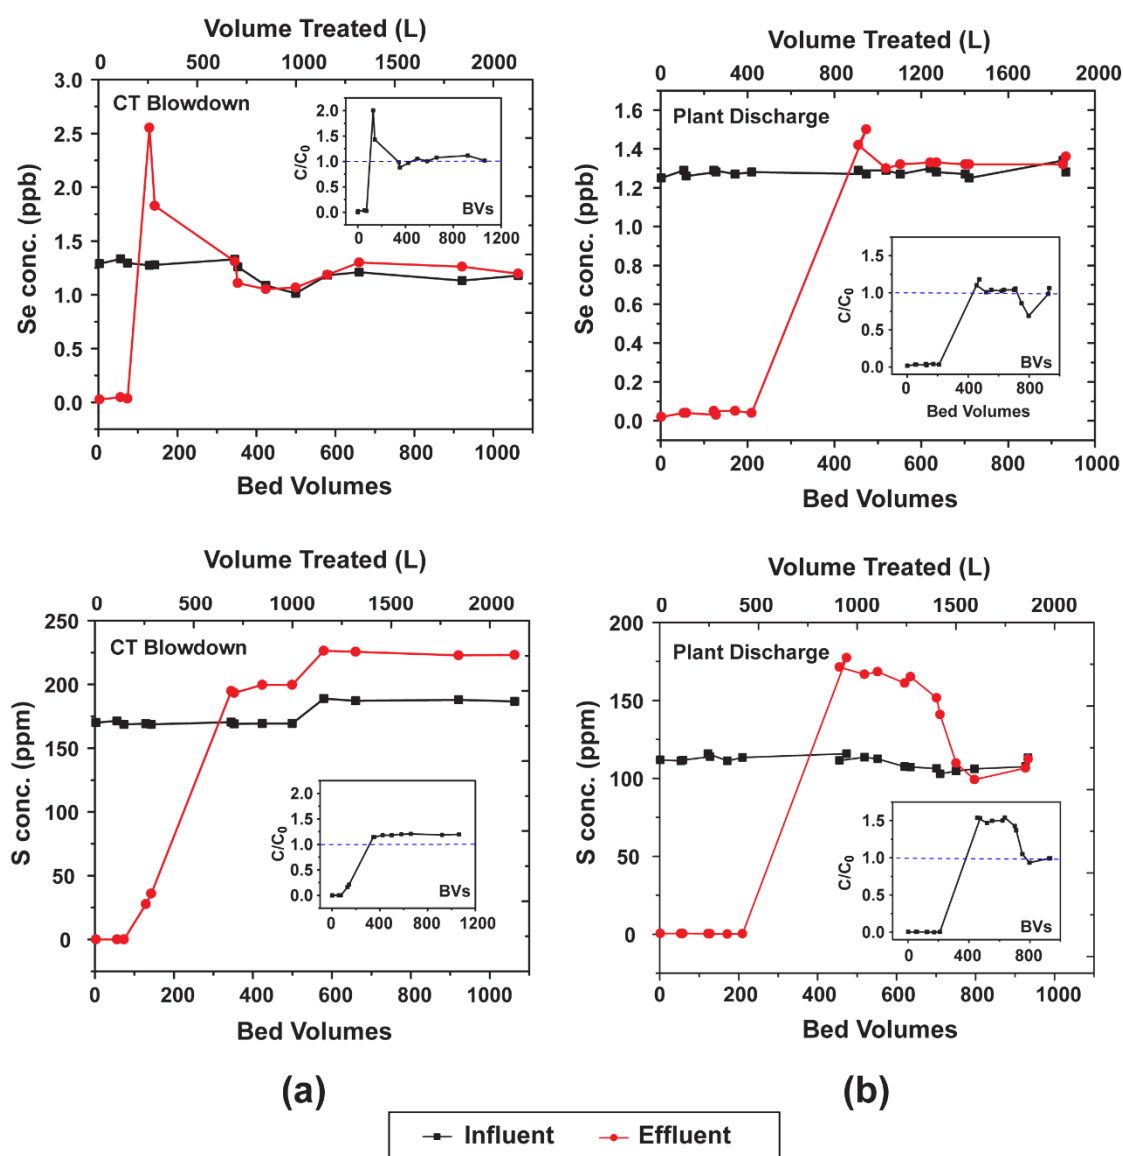 Volume Treated (L)
0 500 1000 1500 2000
3.0
2.5
2.0
1.5
1.0
0.5
0.0
Se conc. (ppb)
CT Blowdown
2.0
1.5
1.0
0.5
0.0
C/C0
BVs
0 400 800 1200
0 200 400 600 800 1000
Bed Volumes
Volume Treated (L)
0 400 800 1200 1600 2000
1.6
1.4
1.2
1.0
0.8
0.6
0.4
0.2
0.0
Se conc. (ppb)
Plant Discharge
1.5
1.0
0.5
0.0
C/C0
BVs
0 400 800
Bed Volumes
0 200 400 600 800 1000
Bed Volumes
Volume Treated (L)
0 500 1000 1500 2000
250
200
150
100
50
0
S conc. (ppm)
CT Blowdown
2.0
1.5
1.0
0.5
0.0
C/C0
BVs
0 400 800 1200
0 200 400 600 800 1000
Bed Volumes
Volume Treated (L)
0 500 1000 1500 2000
200
150
100
50
0
S conc. (ppm)
Plant Discharge
1.5
1.0
0.5
0.0
C/C0
BVs
0 400 800
0 200 400 600 800 1000
Bed Volumes
(a)
(b)
Influent Effluent